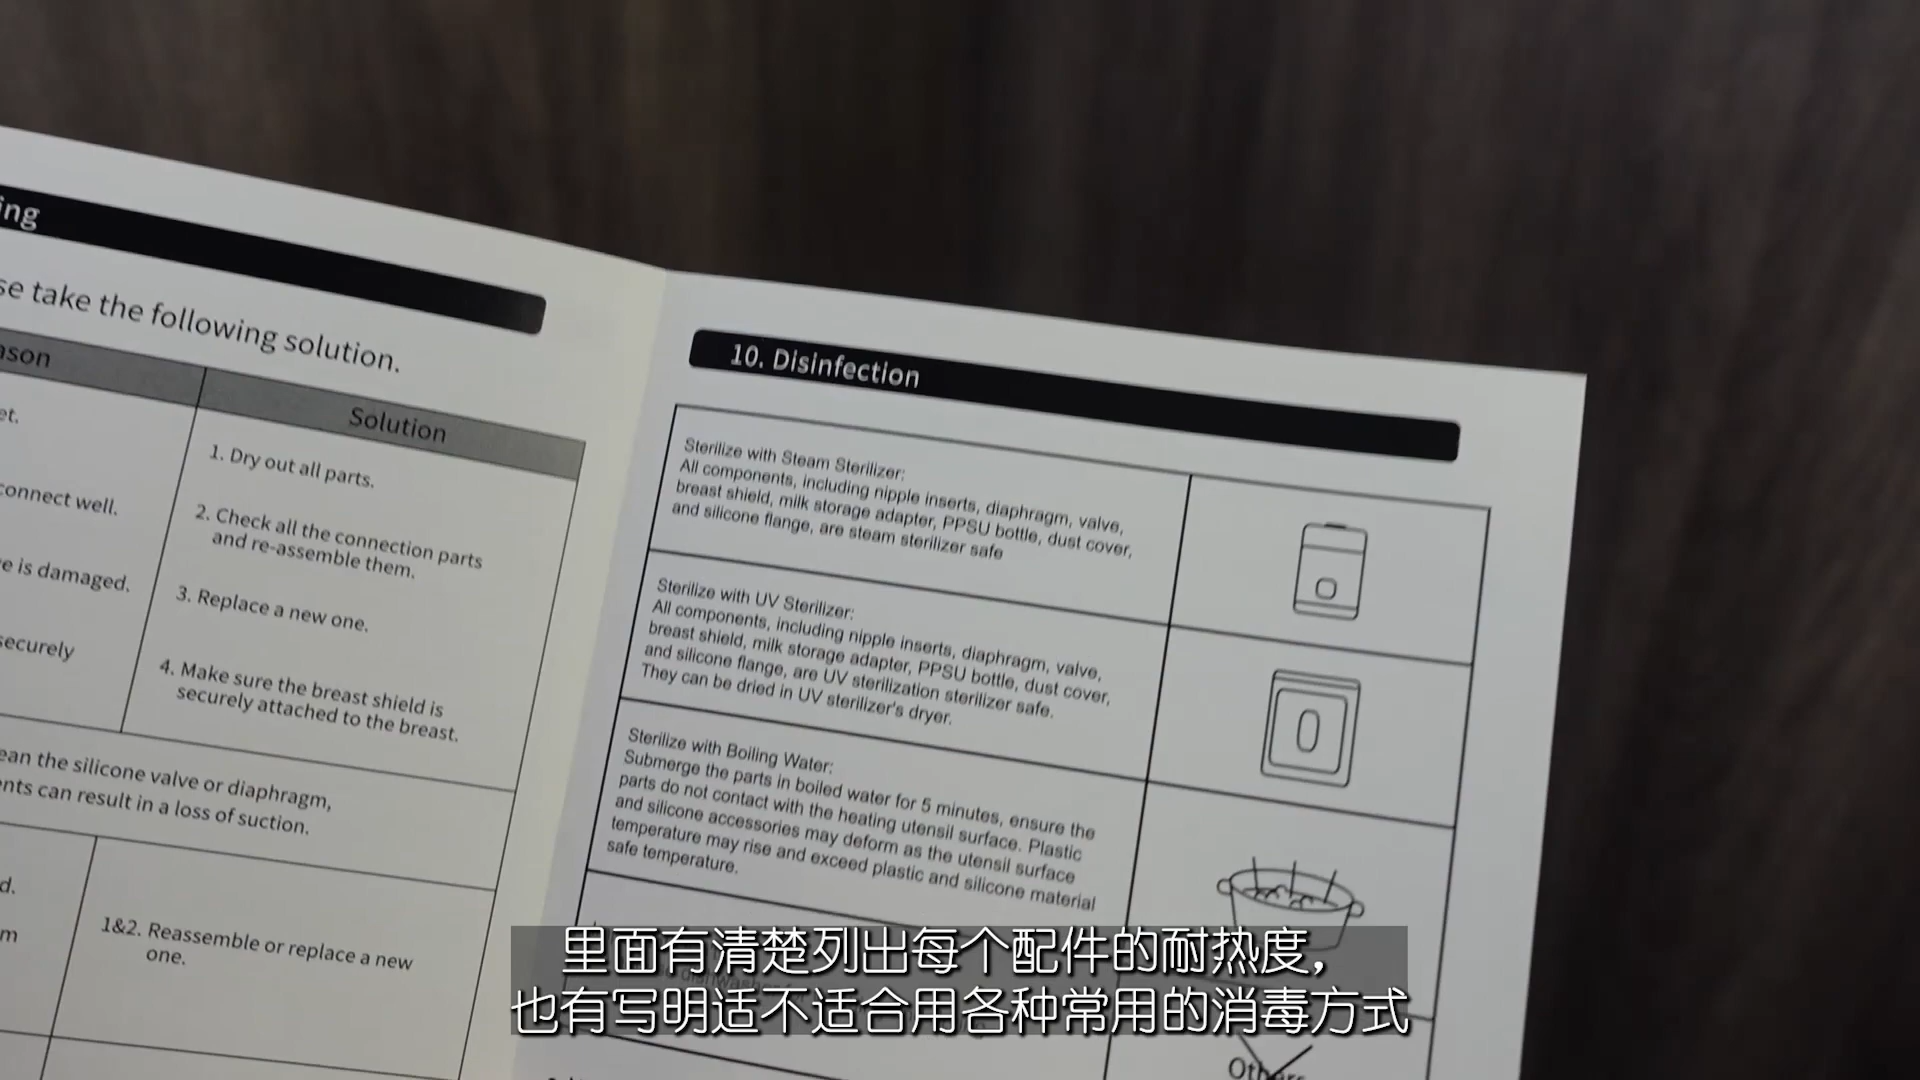 ing
se take the following solution.
ason
Solution
et.
1. Dry out all parts.
connect well.
2. Check all the connection parts
and re-assemble them.
e is damaged.
3. Replace a new one.
securely
4. Make sure the breast shield is
securely attached to the breast.
ean the silicone valve or diaphragm,
ents can result in a loss of suction.
d.
m
1&2. Reassemble or replace a new
one.
10. Disinfection
Sterilize with Steam Sterilizer:
All components, including nipple inserts, diaphragm, valve,
breast shield, milk storage adapter, PPSU bottle, dust cover,
and silicone flange, are steam sterilizer safe
Sterilize with UV Sterilizer:
All components, including nipple inserts, diaphragm, valve,
breast shield, milk storage adapter, PPSU bottle, dust cover,
and silicone flange, are UV sterilization sterilizer safe.
They can be dried in UV sterilizer's dryer.
Sterilize with Boiling Water:
Submerge the parts in boiled water for 5 minutes, ensure the
parts do not contact with the heating utensil surface. Plastic
and silicone accessories may deform as the utensil surface
temperature may rise and exceed plastic and silicone material
safe temperature.
Others
里面有清楚列出每个配件的耐热度，
也有写明适不适合用各种常用的消毒方式